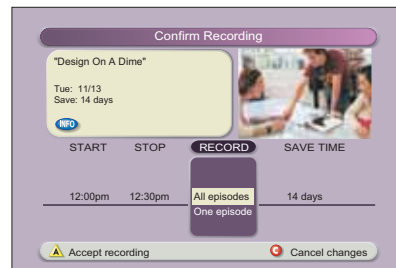 Confirm Recording
"Design On A Dime"
Tue: 11/13
Save: 14 days
INFO
START STOP RECORD SAVE TIME
12:00pm 12:30pm All episodes 14 days
One episode
A Accept recording C Cancel changes